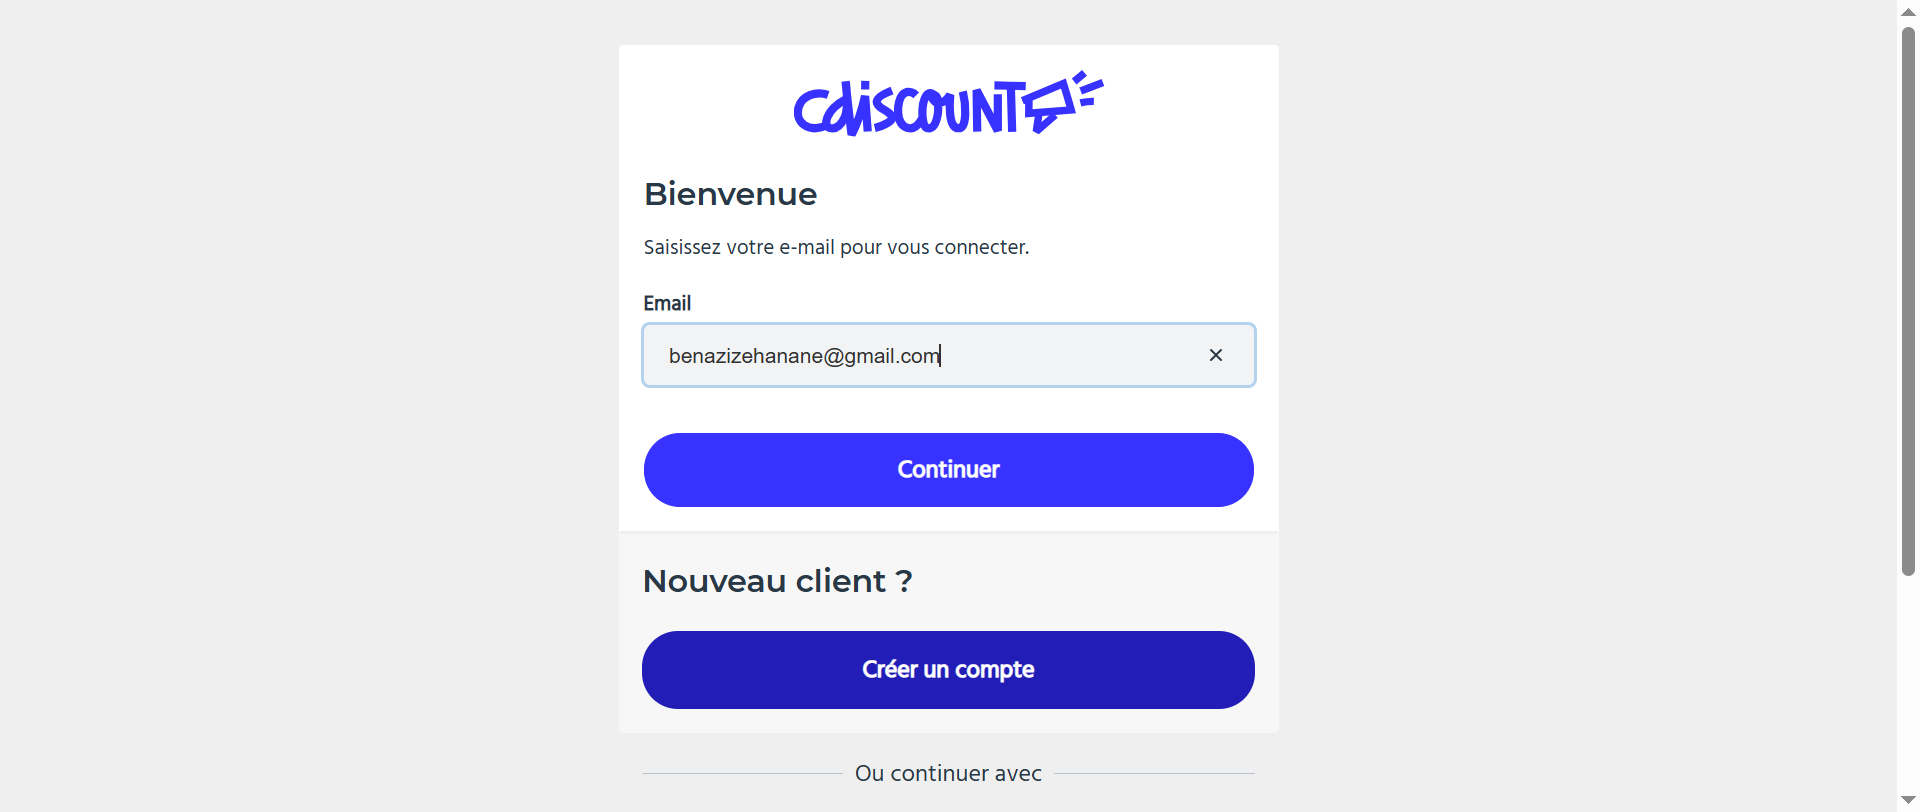 Cdiscount
Bienvenue
Saisissez votre e-mail pour vous connecter.
Email
benazizehanane@gmail.com
Continuer
Nouveau client ?
Créer un compte
Ou continuer avec